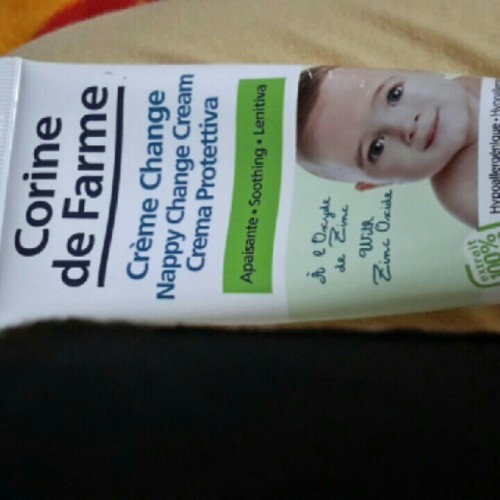 Corine
de Farme
Crème Change
Nappy Change Cream
Crema Protettiva
Apaisante • Soothing • Lenitiva
À l'Oxyde
de Zinc
With
Zinc Oxide
Hypoallergénique •
extrait
100%